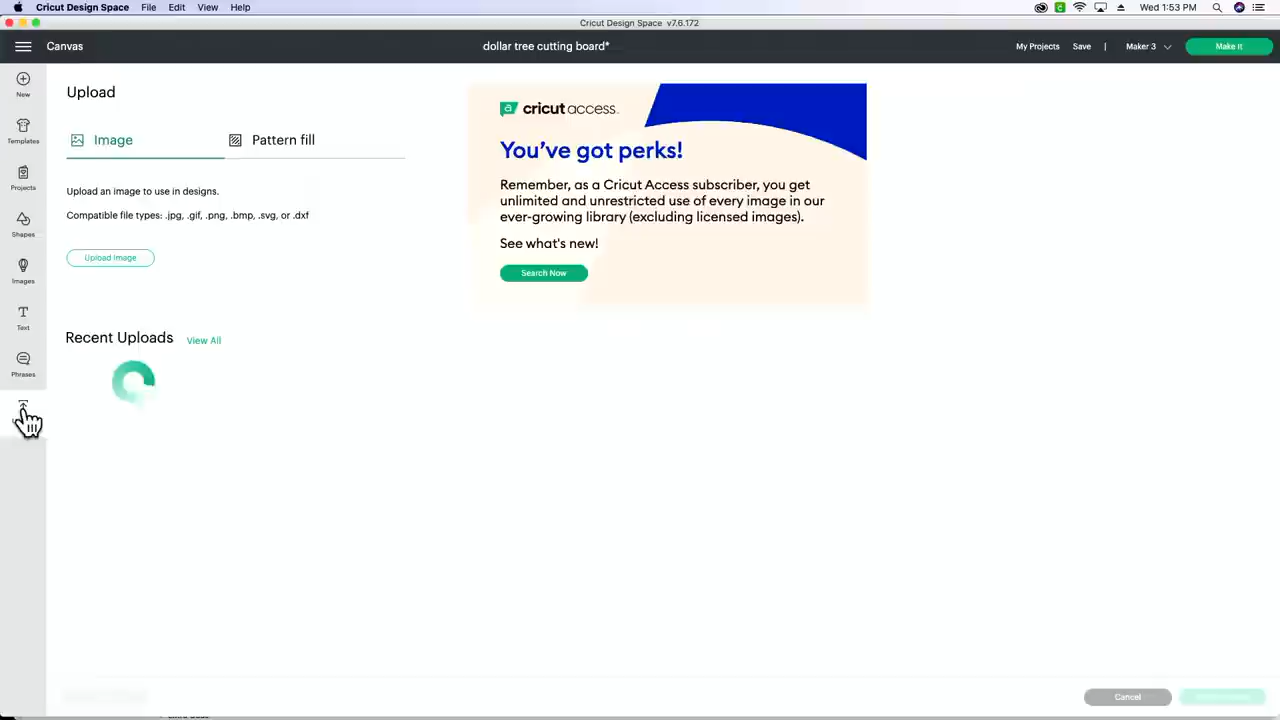 Cricut Design Space File Edit View Help Wed 1:53 PM
Cricut Design Space v7.6.172
Canvas dollar tree cutting board* My Projects Save | Maker 3 Make It
New
Templates
Projects
Shapes
Images
Text
Phrases
Upload
Image Pattern fill
Upload an image to use in designs.
Compatible file types: .jpg, .gif, .png, .bmp, .svg, or .dxf
Upload Image
Recent Uploads View All
a cricut access.
You've got perks!
Remember, as a Cricut Access subscriber, you get
unlimited and unrestricted use of every image in our
ever-growing library (excluding licensed images).
See what's new!
Search Now
Cancel